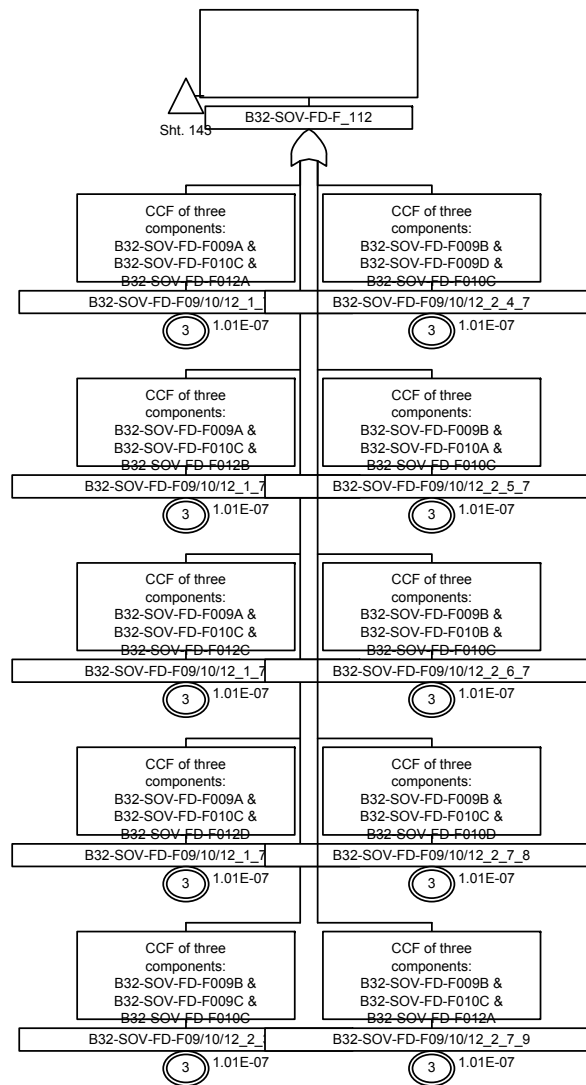 B32-SOV-FD-F_112
Sht. 143
CCF of three
components:
B32-SOV-FD-F009A &
B32-SOV-FD-F010C &
B32-SOV-FD-F012A
B32-SOV-FD-F09/10/12_1_
3
1.01E-07
CCF of three
components:
B32-SOV-FD-F009B &
B32-SOV-FD-F009D &
B32-SOV-FD-F010C
B32-SOV-FD-F09/10/12_2_4_7
3
1.01E-07
CCF of three
components:
B32-SOV-FD-F009A &
B32-SOV-FD-F010C &
B32-SOV-FD-F012B
B32-SOV-FD-F09/10/12_1_7
3
1.01E-07
CCF of three
components:
B32-SOV-FD-F009B &
B32-SOV-FD-F010A &
B32-SOV-FD-F010C
B32-SOV-FD-F09/10/12_2_5_7
3
1.01E-07
CCF of three
components:
B32-SOV-FD-F009A &
B32-SOV-FD-F010C &
B32-SOV-FD-F012C
B32-SOV-FD-F09/10/12_1_7
3
1.01E-07
CCF of three
components:
B32-SOV-FD-F009B &
B32-SOV-FD-F010B &
B32-SOV-FD-F010C
B32-SOV-FD-F09/10/12_2_6_7
3
1.01E-07
CCF of three
components:
B32-SOV-FD-F009A &
B32-SOV-FD-F010C &
B32-SOV-FD-F012D
B32-SOV-FD-F09/10/12_1_7
3
1.01E-07
CCF of three
components:
B32-SOV-FD-F009B &
B32-SOV-FD-F010C &
B32-SOV-FD-F010D
B32-SOV-FD-F09/10/12_2_7_8
3
1.01E-07
CCF of three
components:
B32-SOV-FD-F009B &
B32-SOV-FD-F009C &
B32-SOV-FD-F010C
B32-SOV-FD-F09/10/12_2_
3
1.01E-07
CCF of three
components:
B32-SOV-FD-F009B &
B32-SOV-FD-F010C &
B32-SOV-FD-F012A
B32-SOV-FD-F09/10/12_2_7_9
3
1.01E-07